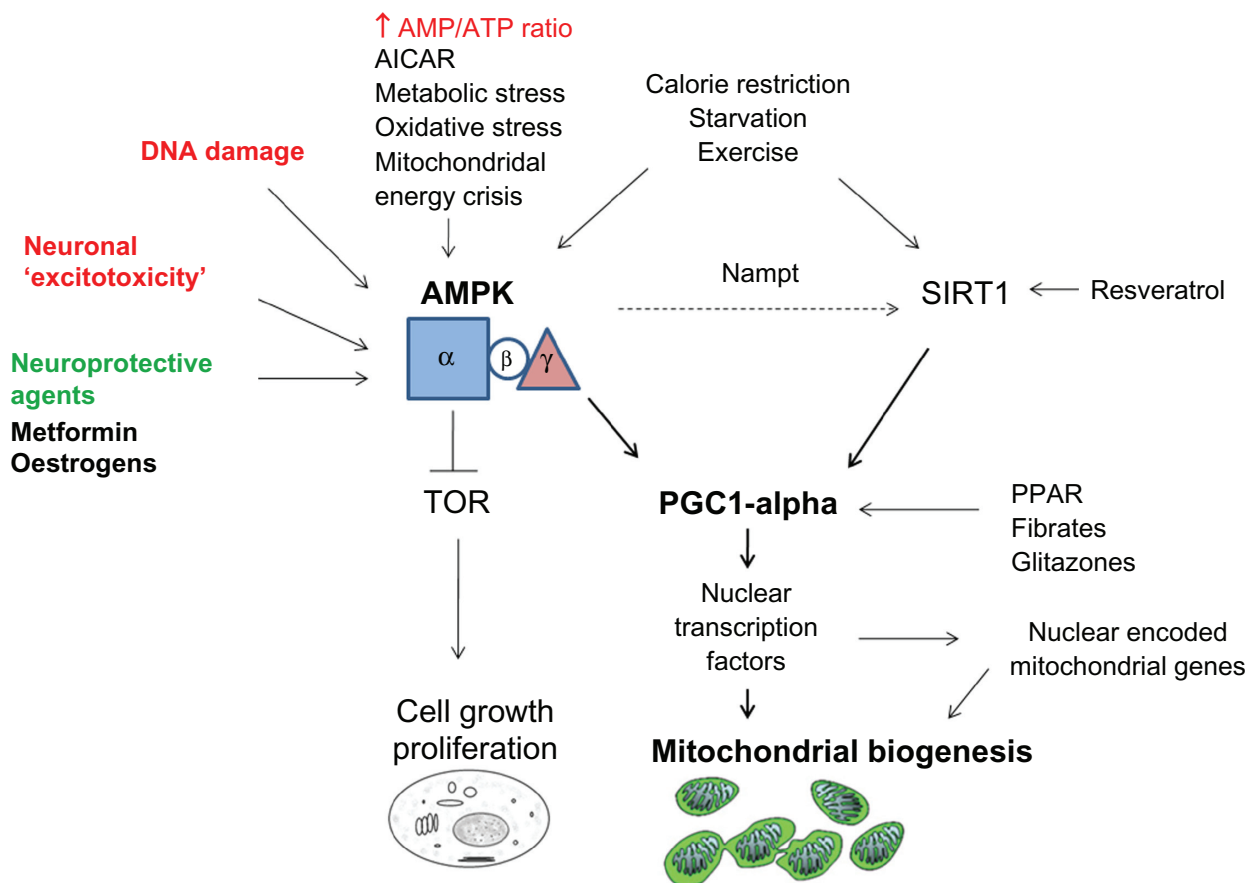 ↑ AMP/ATP ratio
AICAR
Metabolic stress
Oxidative stress
Mitochondridal
energy crisis
Calorie restriction
Starvation
Exercise
DNA damage
Neuronal
‘excitotoxicity’
Neuroprotective
agents
Metformin
Oestrogens
AMPK
α
β
γ
Nampt
SIRT1
Resveratrol
TOR
PGC1-alpha
PPAR
Fibrates
Glitazones
Nuclear
transcription
factors
Nuclear encoded
mitochondrial genes
Cell growth
proliferation
Mitochondrial biogenesis